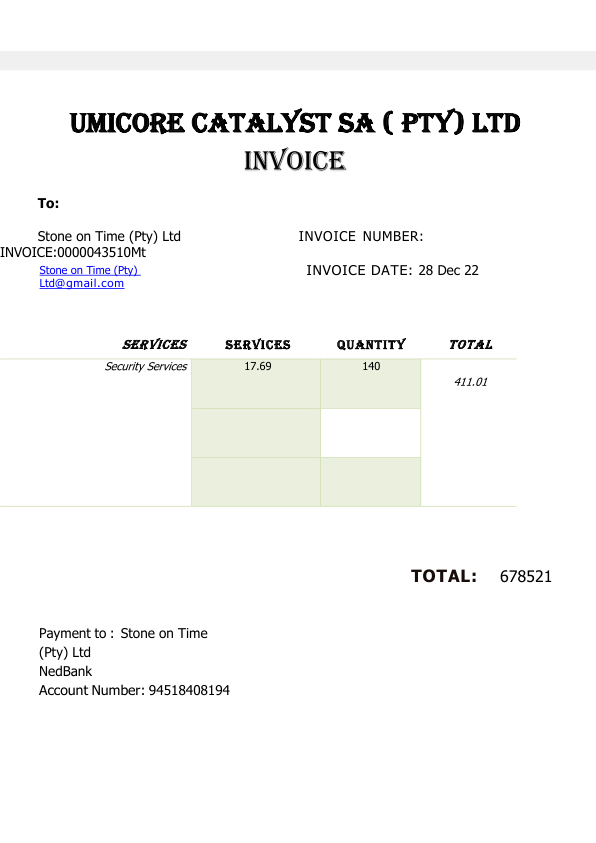 UMICORE CATALYST SA ( PTY) LTD
INVOICE
To:
Stone on Time (Pty) Ltd INVOICE NUMBER:
INVOICE:0000043510Mt
Stone on Time (Pty) INVOICE DATE: 28 Dec 22
Ltd@gmail.com
SERVICES SERVICES QUANTITY TOTAL
Security Services 17.69 140
411.01
TOTAL: 678521
Payment to : Stone on Time
(Pty) Ltd
NedBank
Account Number: 94518408194